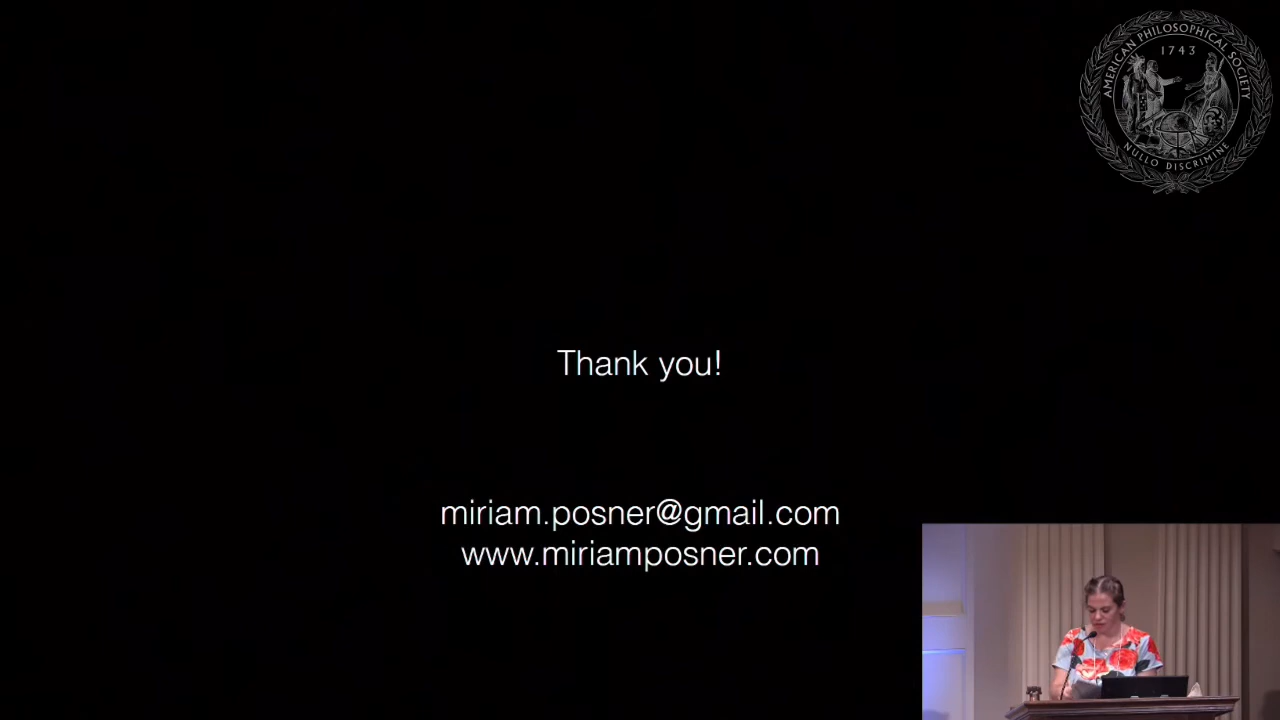 AMERICAN PHILOSOPHICAL SOCIETY
1743
NULLO DISCRIMINE
Thank you!
miriam.posner@gmail.com
www.miriamposner.com